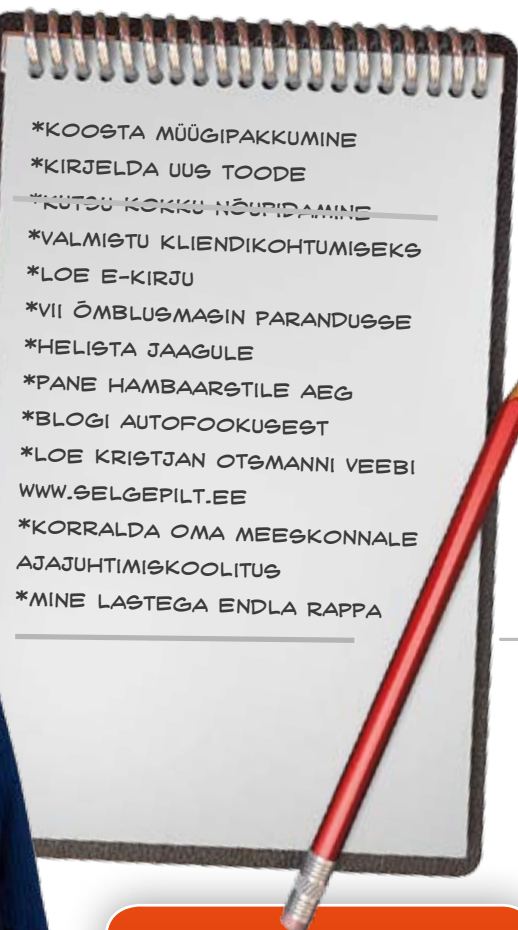 *KOOSTA MÜÜGIPAKKUMINE
*KIRJELDA UUS TOODE
*KUTSU KOKKU NÕUPIDAMINE
*VALMISTU KLIENDIKOHTUMISEKS
*LOE E-KIRJU
*VII ÕMBLUSMASIN PARANDUSSE
*HELISTA JAAGULE
*PANE HAMBAARSTILE AEG
*BLOGI AUTOFOOKUSEST
*LOE KRISTJAN OTSMANNI VEEBI
WWW.SELGEPILT.EE
*KORRALDA OMA MEESKONNALE
AJAJUHTIMISKOOLITUS
*MINE LASTEGA ENDLA RAPPA